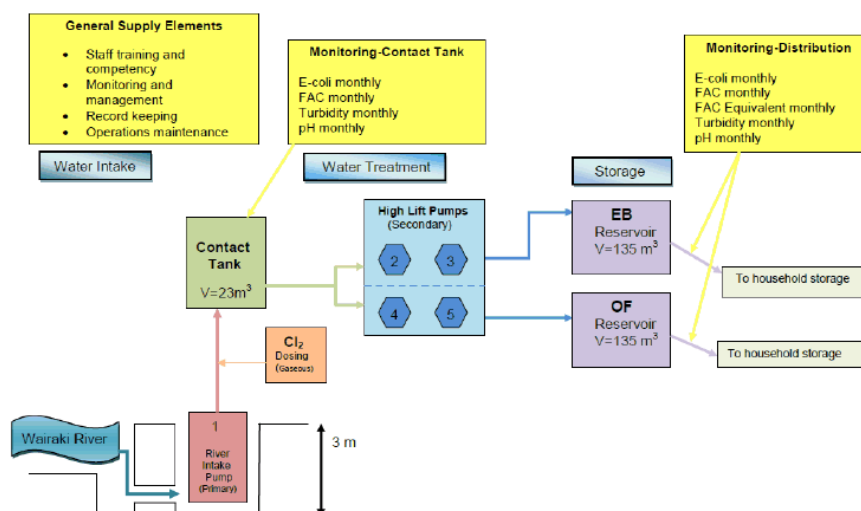 General Supply Elements
• Staff training and
competency
• Monitoring and
management
• Record keeping
• Operations maintenance
Monitoring-Contact Tank
E-coli monthly
FAC monthly
Turbidity monthly
pH monthly
Monitoring-Distribution
E-coli monthly
FAC monthly
FAC Equivalent monthly
Turbidity monthly
pH monthly
Water Intake
Water Treatment
Storage
Contact
Tank
V=23m³
High Lift Pumps
(Secondary)
2
3
4
5
EB
Reservoir
V=135 m³
To household storage
OF
Reservoir
V=135 m³
To household storage
Cl₂
Dosing
(Gaseous)
Wairaki River
1
River
Intake
Pump
(Primary)
3 m